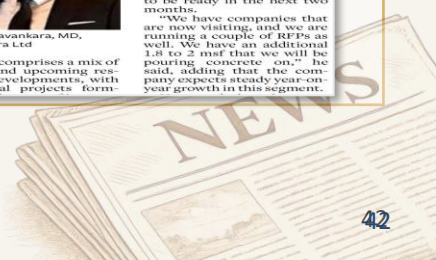 avankara, MD,
ra Ltd
comprises a mix of
nd upcoming res-
evelopments, with
al projects form-
to be ready in the next two
months.
“We have companies that
are now visiting, and we are
running a couple of RFPs as
well. We have an additional
1.8 to 2 msf that we will be
pouring concrete on,” he
said, adding that the com-
pany expects steady year-on-
year growth in this segment.
NEWS
42